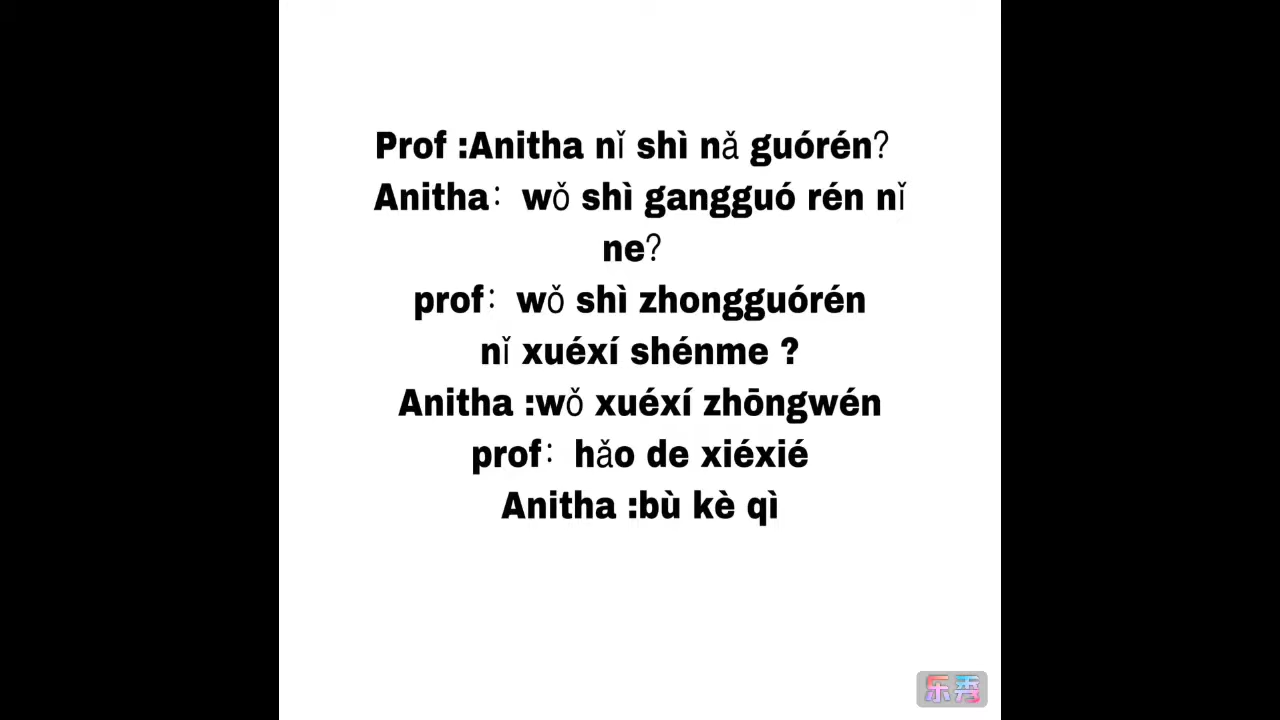 Prof :Anitha nǐ shì nǎ guórén?
Anitha：wǒ shì gangguó rén nǐ
ne?
prof：wǒ shì zhongguórén
nǐ xuéxí shénme ?
Anitha :wǒ xuéxí zhōngwén
prof：hǎo de xiéxié
Anitha :bù kè qì
乐秀